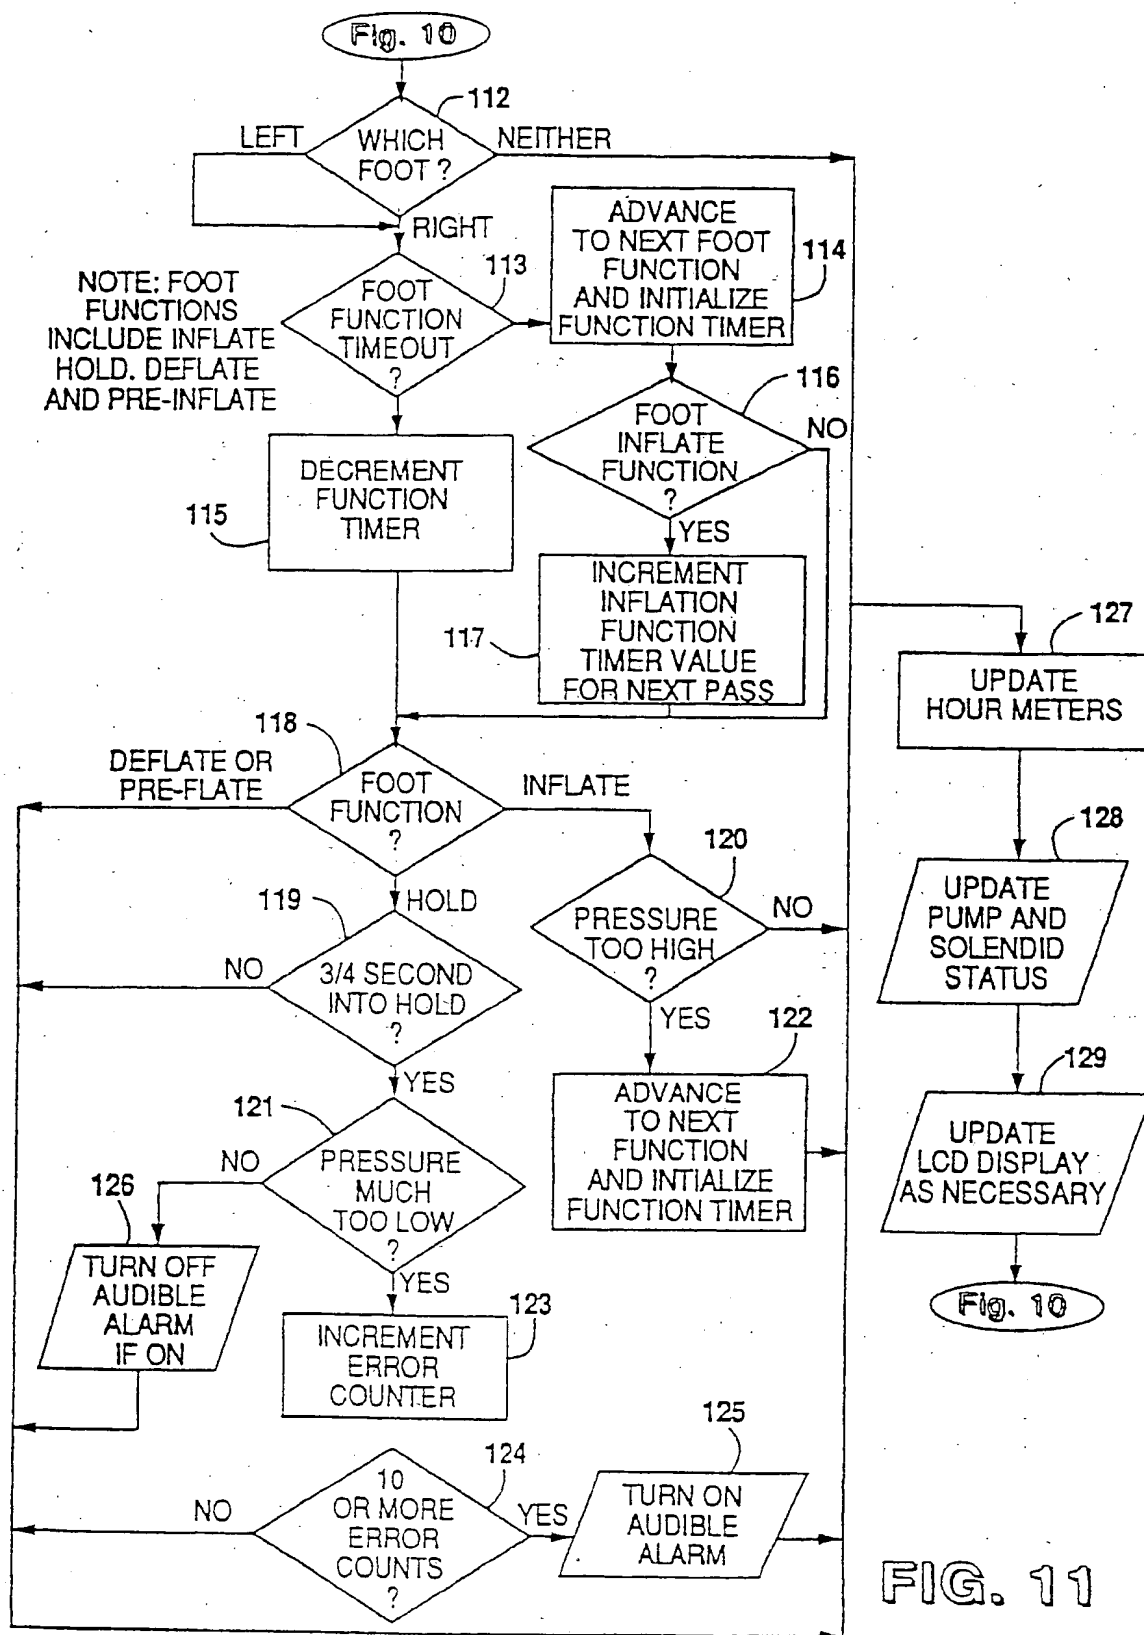 Fig. 10
112
LEFT
WHICH
FOOT ?
NEITHER
RIGHT
113
NOTE: FOOT
FUNCTIONS
INCLUDE INFLATE
HOLD. DEFLATE
AND PRE-INFLATE
FOOT
FUNCTION
TIMEOUT
?
ADVANCE
TO NEXT FOOT
FUNCTION
AND INITIALIZE
FUNCTION TIMER
114
116
FOOT
INFLATE
FUNCTION
?
NO
YES
115
DECREMENT
FUNCTION
TIMER
117
INCREMENT
INFLATION
FUNCTION
TIMER VALUE
FOR NEXT PASS
127
UPDATE
HOUR METERS
118
DEFLATE OR
PRE-FLATE
FOOT
FUNCTION
?
INFLATE
HOLD
120
PRESSURE
TOO HIGH
?
NO
YES
128
UPDATE
PUMP AND
SOLENDID
STATUS
119
NO
3/4 SECOND
INTO HOLD
?
YES
122
ADVANCE
TO NEXT
FUNCTION
AND INTIALIZE
FUNCTION TIMER
129
UPDATE
LCD DISPLAY
AS NECESSARY
Fig. 10
121
NO
PRESSURE
MUCH
TOO LOW
?
YES
126
TURN OFF
AUDIBLE
ALARM
IF ON
123
INCREMENT
ERROR
COUNTER
124
NO
10
OR MORE
ERROR
COUNTS
?
YES
125
TURN ON
AUDIBLE
ALARM
FIG. 11